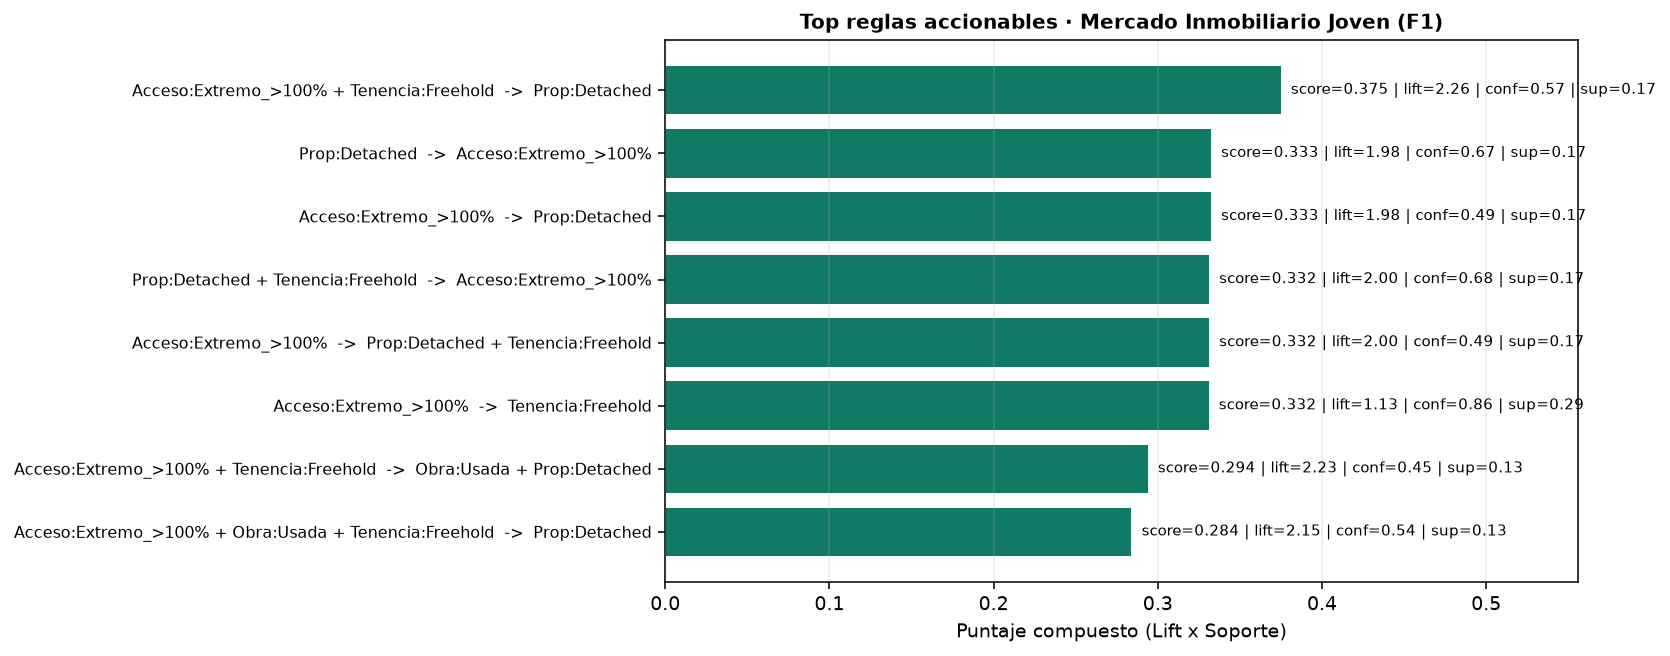 Top reglas accionables · Mercado Inmobiliario Joven (F1)
Acceso:Extremo_>100% + Tenencia:Freehold -> Prop:Detached
score=0.375 | lift=2.26 | conf=0.57 | sup=0.17
Prop:Detached -> Acceso:Extremo_>100%
score=0.333 | lift=1.98 | conf=0.67 | sup=0.17
Acceso:Extremo_>100% -> Prop:Detached
score=0.333 | lift=1.98 | conf=0.49 | sup=0.17
Prop:Detached + Tenencia:Freehold -> Acceso:Extremo_>100%
score=0.332 | lift=2.00 | conf=0.68 | sup=0.17
Acceso:Extremo_>100% -> Prop:Detached + Tenencia:Freehold
score=0.332 | lift=2.00 | conf=0.49 | sup=0.17
Acceso:Extremo_>100% -> Tenencia:Freehold
score=0.332 | lift=1.13 | conf=0.86 | sup=0.29
Acceso:Extremo_>100% + Tenencia:Freehold -> Obra:Usada + Prop:Detached
score=0.294 | lift=2.23 | conf=0.45 | sup=0.13
Acceso:Extremo_>100% + Obra:Usada + Tenencia:Freehold -> Prop:Detached
score=0.284 | lift=2.15 | conf=0.54 | sup=0.13
0.0 0.1 0.2 0.3 0.4 0.5
Puntaje compuesto (Lift x Soporte)